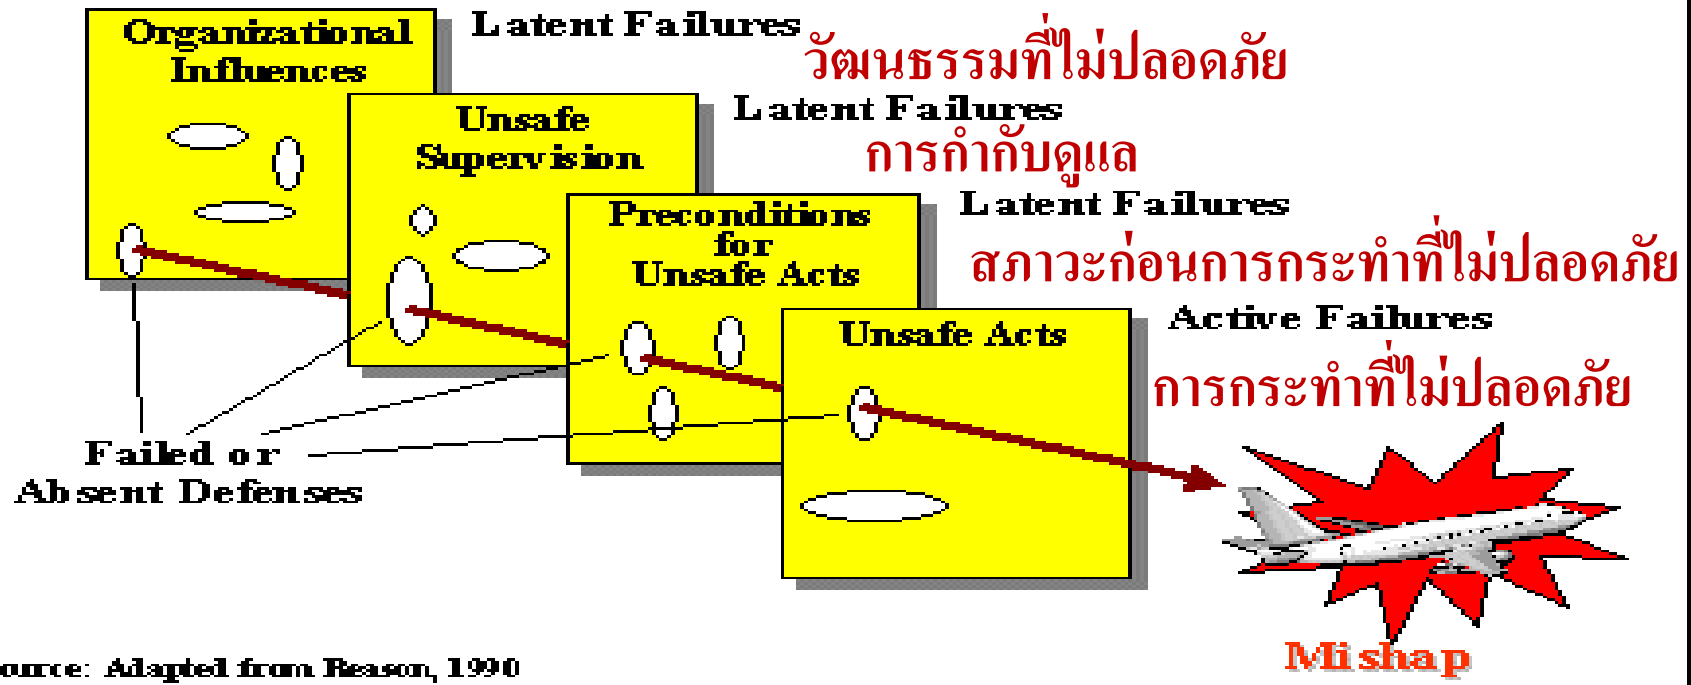 Organizational
Influences
Latent Failures
วัฒนธรรมที่ไม่ปลอดภัย
Unsafe
Supervision
Latent Failures
การกำกับดูแล
Preconditions
for
Unsafe Acts
Latent Failures
สภาวะก่อนการกระทำที่ไม่ปลอดภัย
Unsafe Acts
Active Failures
การกระทำที่ไม่ปลอดภัย
Failed or
Absent Defenses
Mishap
ource: Adapted from Reason, 1990